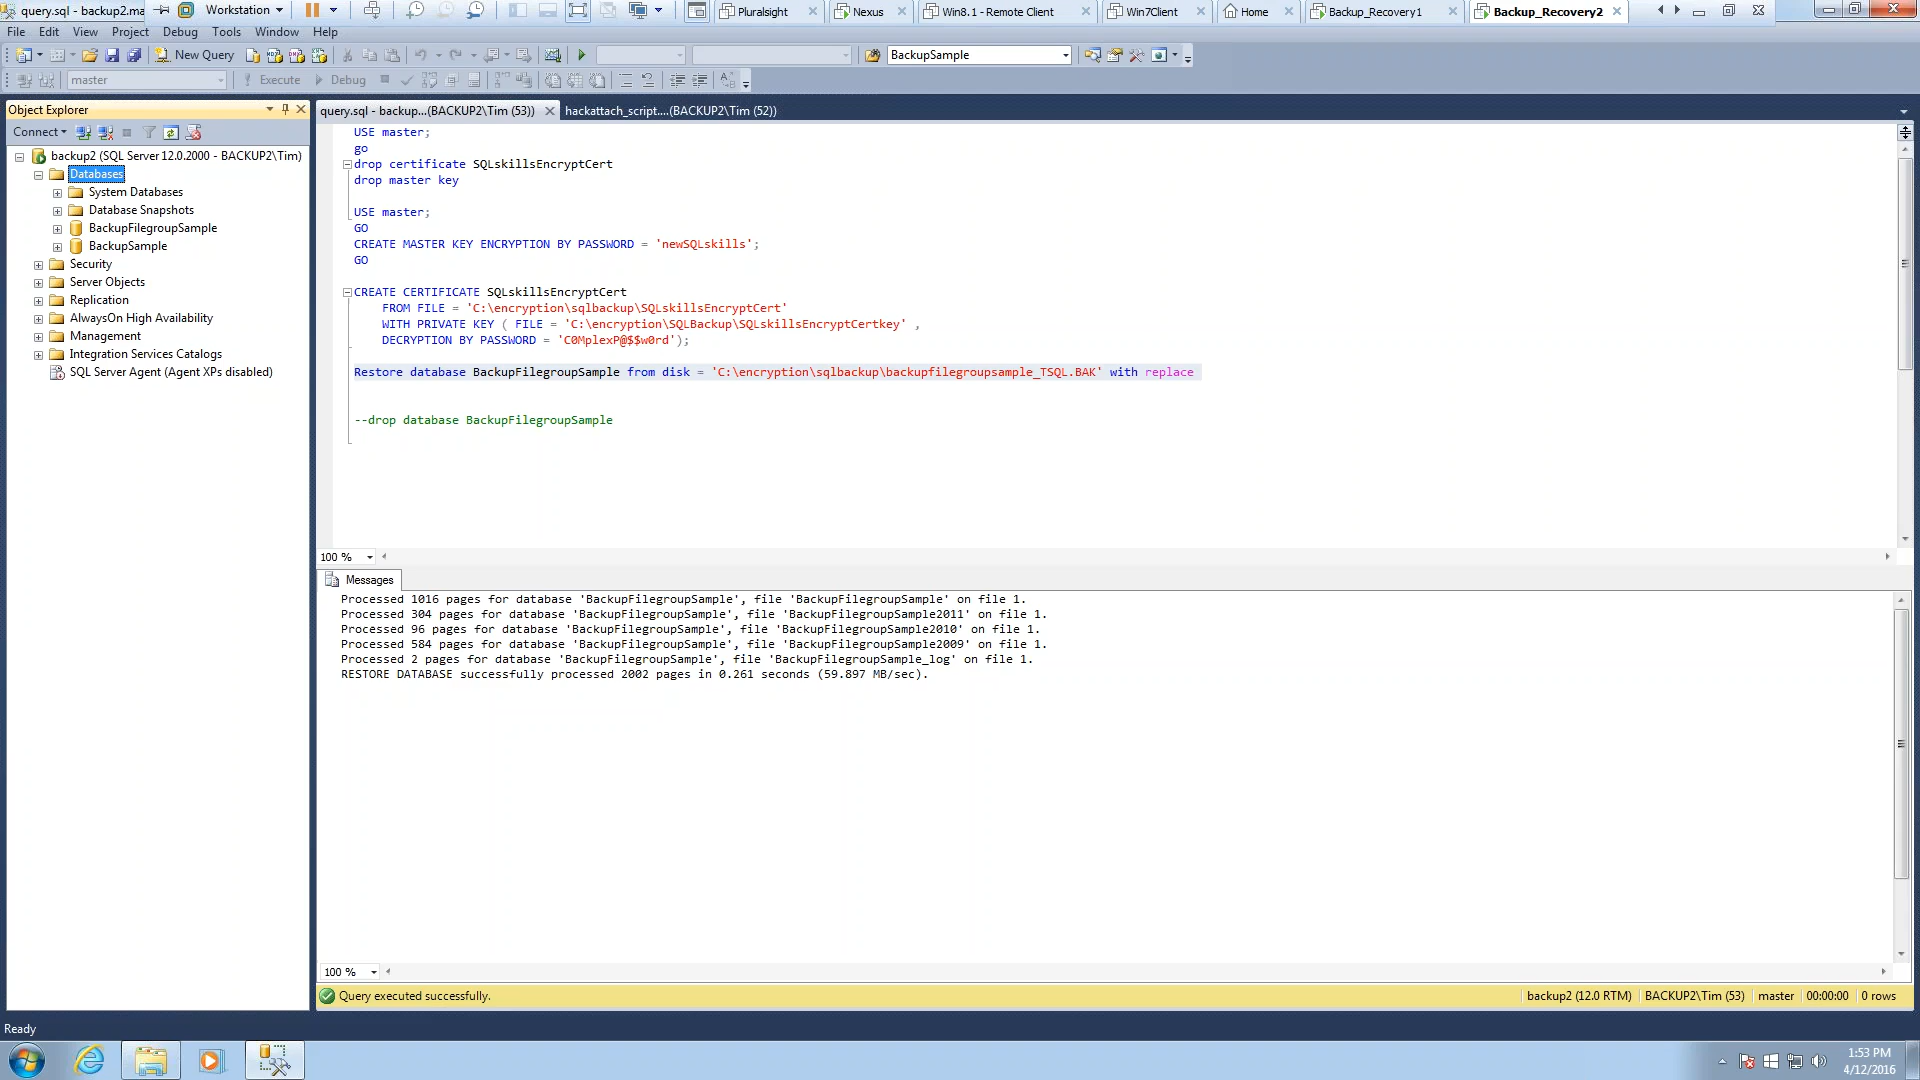 query.sql - backup2.ma
Workstation
Pluralsight
Nexus
Win8.1 - Remote Client
Win7Client
Home
Backup_Recovery1
Backup_Recovery2
File Edit View Project Debug Tools Window Help
New Query
BackupSample
master
Execute
Debug
Object Explorer
query.sql - backup...(BACKUP2\Tim (53))
hackattach_script....(BACKUP2\Tim (52))
Connect
backup2 (SQL Server 12.0.2000 - BACKUP2\Tim)
Databases
System Databases
Database Snapshots
BackupFilegroupSample
BackupSample
Security
Server Objects
Replication
AlwaysOn High Availability
Management
Integration Services Catalogs
SQL Server Agent (Agent XPs disabled)
USE master;
go
drop certificate SQLskillsEncryptCert
drop master key
USE master;
GO
CREATE MASTER KEY ENCRYPTION BY PASSWORD = 'newSQLskills';
GO
CREATE CERTIFICATE SQLskillsEncryptCert
FROM FILE = 'C:\encryption\sqlbackup\SQLskillsEncryptCert'
WITH PRIVATE KEY ( FILE = 'C:\encryption\SQLBackup\SQLskillsEncryptCertkey' ,
DECRYPTION BY PASSWORD = 'C0MplexP@$$w0rd');
Restore database BackupFilegroupSample from disk = 'C:\encryption\sqlbackup\backupfilegroupsample_TSQL.BAK' with replace
--drop database BackupFilegroupSample
100 %
Messages
Processed 1016 pages for database 'BackupFilegroupSample', file 'BackupFilegroupSample' on file 1.
Processed 304 pages for database 'BackupFilegroupSample', file 'BackupFilegroupSample2011' on file 1.
Processed 96 pages for database 'BackupFilegroupSample', file 'BackupFilegroupSample2010' on file 1.
Processed 584 pages for database 'BackupFilegroupSample', file 'BackupFilegroupSample2009' on file 1.
Processed 2 pages for database 'BackupFilegroupSample', file 'BackupFilegroupSample_log' on file 1.
RESTORE DATABASE successfully processed 2002 pages in 0.261 seconds (59.897 MB/sec).
100 %
Query executed successfully.
backup2 (12.0 RTM)
BACKUP2\Tim (53)
master
00:00:00
0 rows
Ready
1:53 PM
4/12/2016